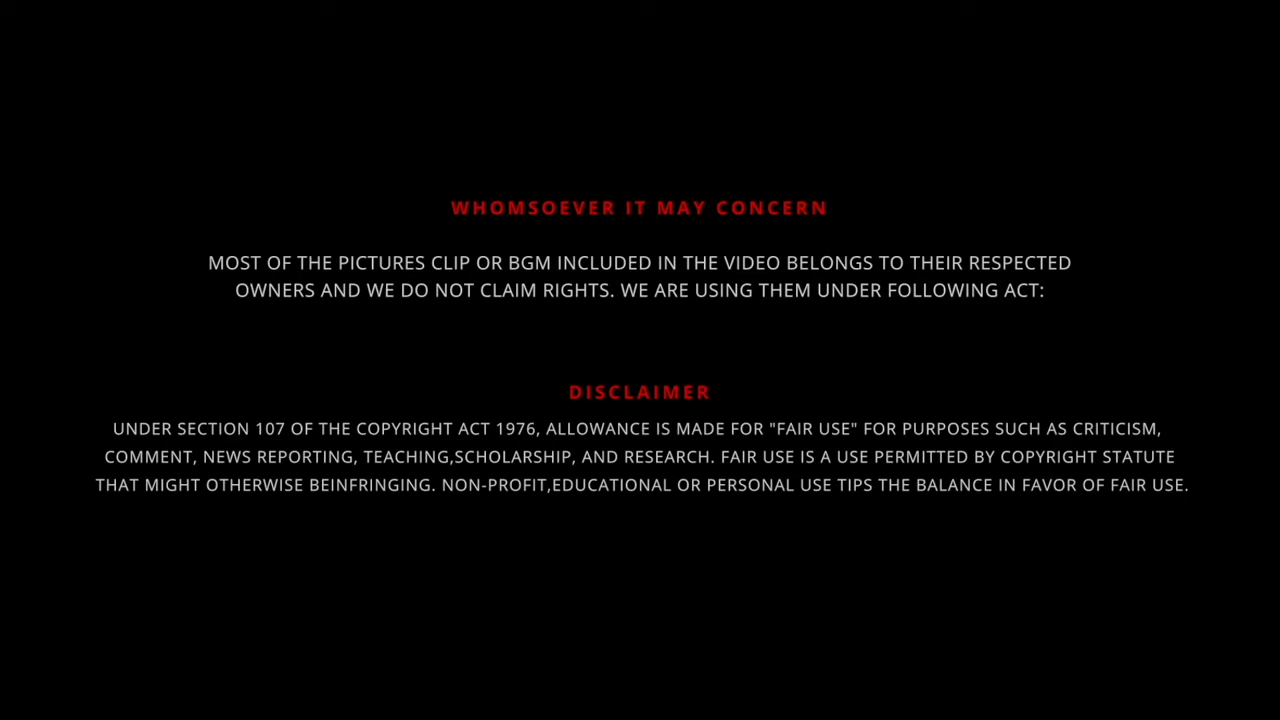 WHOMSOEVER IT MAY CONCERN
MOST OF THE PICTURES CLIP OR BGM INCLUDED IN THE VIDEO BELONGS TO THEIR RESPECTED
OWNERS AND WE DO NOT CLAIM RIGHTS. WE ARE USING THEM UNDER FOLLOWING ACT:
DISCLAIMER
UNDER SECTION 107 OF THE COPYRIGHT ACT 1976, ALLOWANCE IS MADE FOR "FAIR USE" FOR PURPOSES SUCH AS CRITICISM,
COMMENT, NEWS REPORTING, TEACHING,SCHOLARSHIP, AND RESEARCH. FAIR USE IS A USE PERMITTED BY COPYRIGHT STATUTE
THAT MIGHT OTHERWISE BEINFRINGING. NON-PROFIT,EDUCATIONAL OR PERSONAL USE TIPS THE BALANCE IN FAVOR OF FAIR USE.